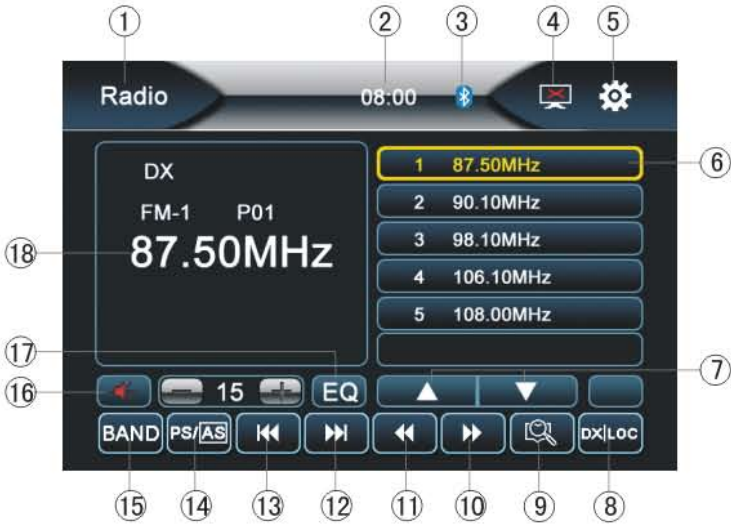 ① ② ③ ④ ⑤
Radio 08:00
DX
FM-1 P01
87.50MHz
1 87.50MHz
2 90.10MHz
3 98.10MHz
4 106.10MHz
5 108.00MHz
⑥
⑱
⑰
⑦
⑯
15 EQ
BAND PS/AS DX|LOC
⑮ ⑭ ⑬ ⑫ ⑪ ⑩ ⑨ ⑧